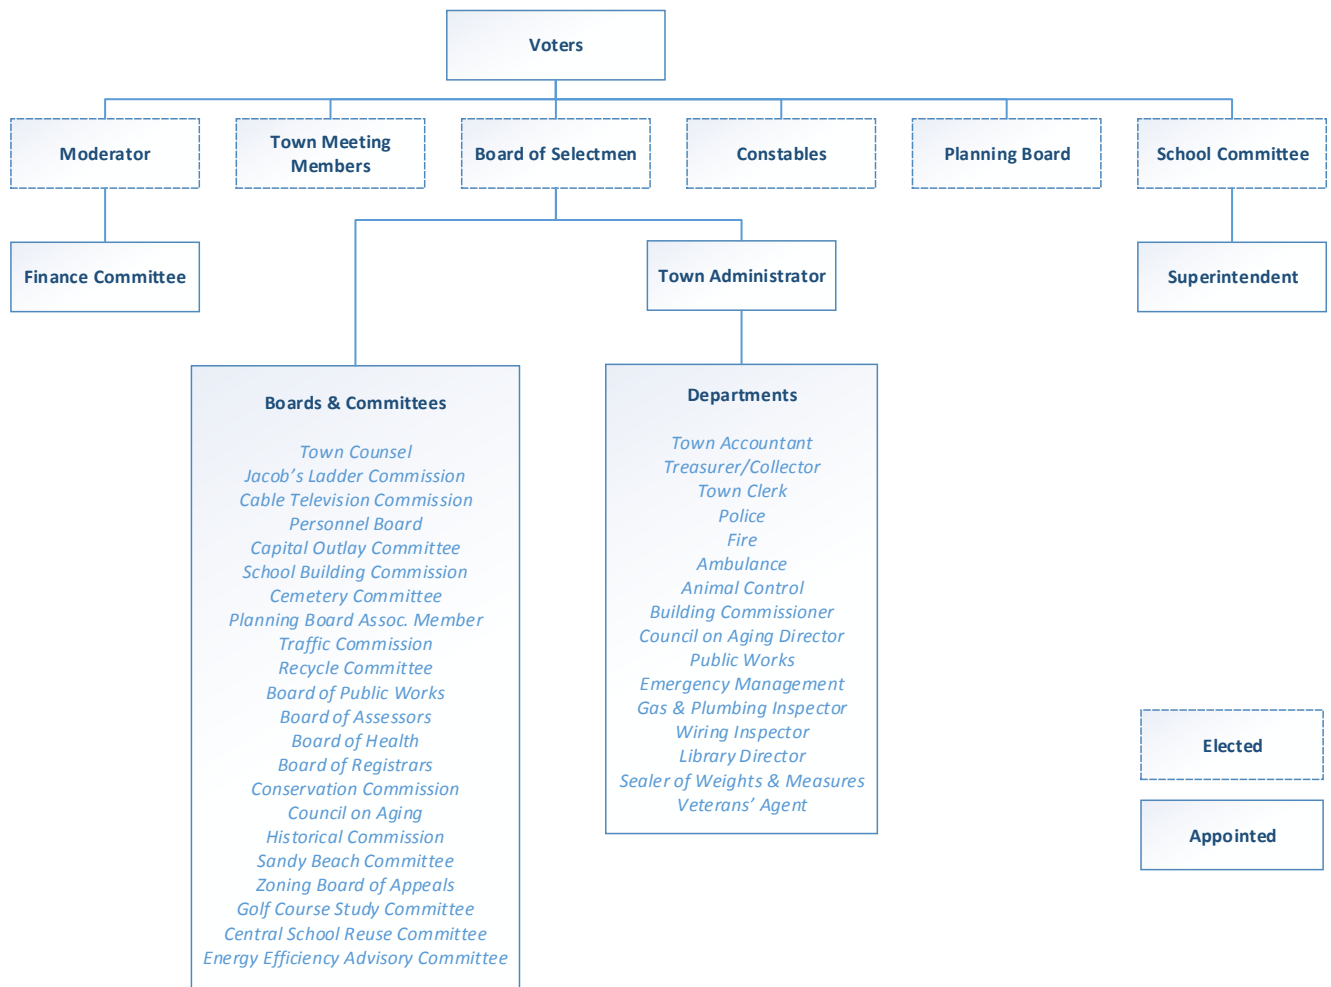 Voters
Moderator
Town Meeting
Members
Board of Selectmen
Constables
Planning Board
School Committee
Finance Committee
Town Administrator
Superintendent
Boards & Committees
Town Counsel
Jacob’s Ladder Commission
Cable Television Commission
Personnel Board
Capital Outlay Committee
School Building Commission
Cemetery Committee
Planning Board Assoc. Member
Traffic Commission
Recycle Committee
Board of Public Works
Board of Assessors
Board of Health
Board of Registrars
Conservation Commission
Council on Aging
Historical Commission
Sandy Beach Committee
Zoning Board of Appeals
Golf Course Study Committee
Central School Reuse Committee
Energy Efficiency Advisory Committee
Departments
Town Accountant
Treasurer/Collector
Town Clerk
Police
Fire
Ambulance
Animal Control
Building Commissioner
Council on Aging Director
Public Works
Emergency Management
Gas & Plumbing Inspector
Wiring Inspector
Library Director
Sealer of Weights & Measures
Veterans’ Agent
Elected
Appointed